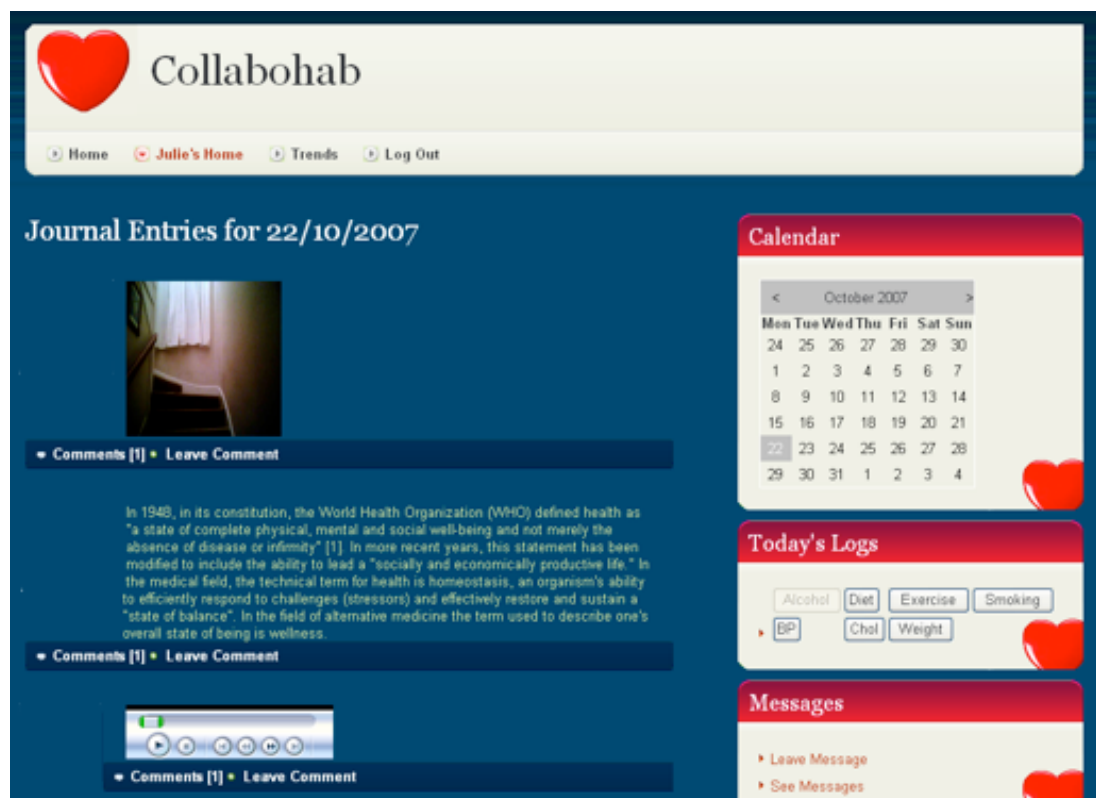 Collabohab
Home Julie's Home Trends Log Out
Journal Entries for 22/10/2007
Comments [1] Leave Comment
In 1948, in its constitution, the World Health Organization (WHO) defined health as
"a state of complete physical, mental and social well-being and not merely the
absence of disease or infirmity" [1]. In more recent years, this statement has been
modified to include the ability to lead a "socially and economically productive life." In
the medical field, the technical term for health is homeostasis, an organism's ability
to efficiently respond to challenges (stressors) and effectively restore and sustain a
"state of balance". In the field of alternative medicine the term used to describe one's
overall state of being is wellness.
Comments [1] Leave Comment
Comments [1] Leave Comment
Calendar
< October 2007 >
Mon Tue Wed Thu Fri Sat Sun
24 25 26 27 28 29 30
1 2 3 4 5 6 7
8 9 10 11 12 13 14
15 16 17 18 19 20 21
22 23 24 25 26 27 28
29 30 31 1 2 3 4
Today's Logs
Alcohol Diet Exercise Smoking
BP Chol Weight
Messages
Leave Message
See Messages